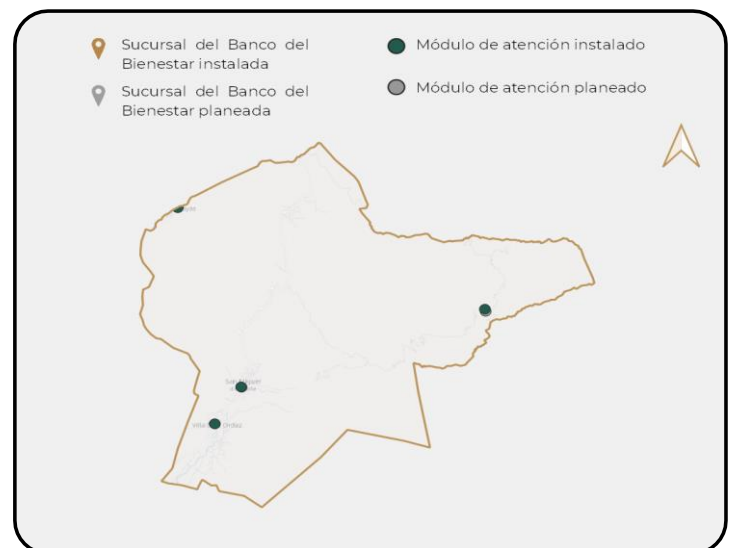 Sucursal del Banco del
Bienestar instalada
Módulo de atención instalado
Sucursal del Banco del
Bienestar planeada
Módulo de atención planeado